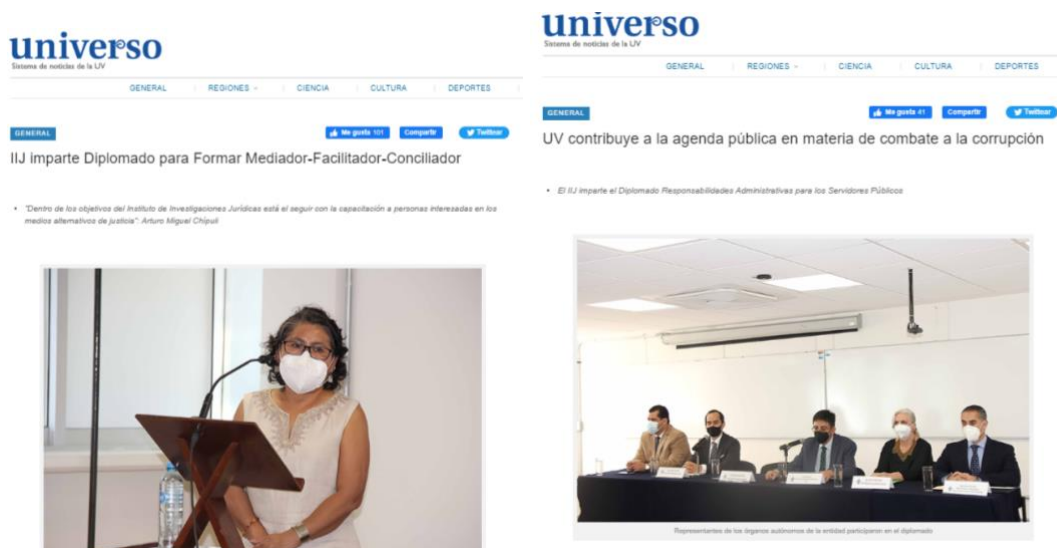 universo
Sistema de noticias de la UV
GENERAL REGIONES CIENCIA CULTURA DEPORTES
GENERAL
Me gusta 101 Compartir Twittear
IIJ imparte Diplomado para Formar Mediador-Facilitador-Conciliador
• "Dentro de los objetivos del Instituto de Investigaciones Jurídicas está el seguir con la capacitación a personas interesadas en los
medios alternativos de justicia": Arturo Miguel Chípuli
universo
Sistema de noticias de la UV
GENERAL REGIONES CIENCIA CULTURA DEPORTES
GENERAL
Me gusta 41 Compartir Twittear
UV contribuye a la agenda pública en materia de combate a la corrupción
• El IIJ imparte el Diplomado Responsabilidades Administrativas para los Servidores Públicos
Representantes de los órganos autónomos de la entidad participaron en el diplomado